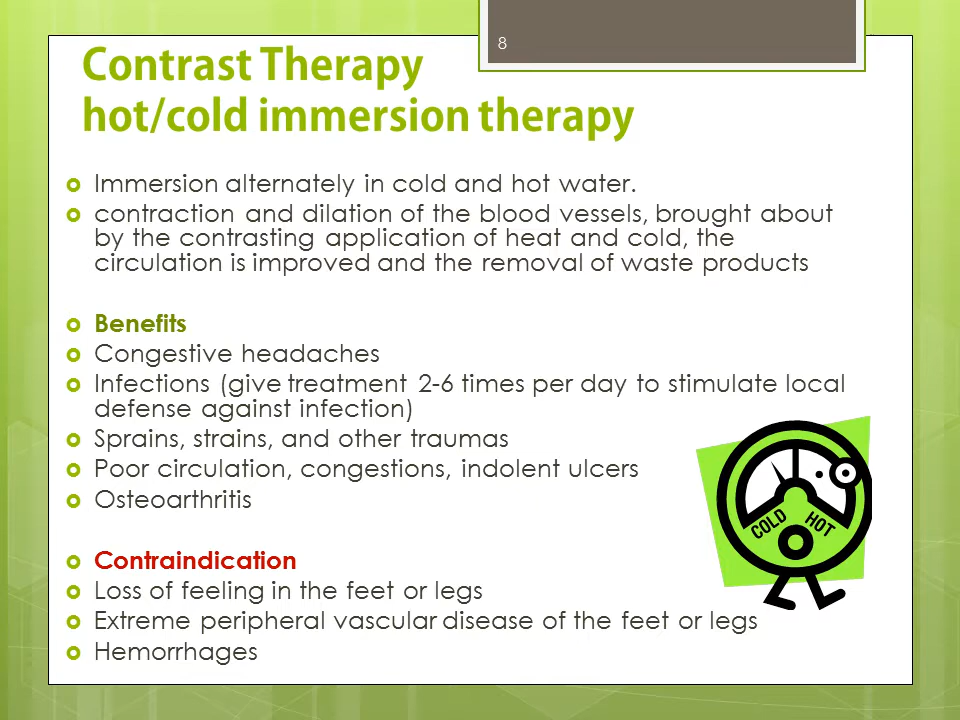 8
Contrast Therapy
hot/cold immersion therapy
Immersion alternately in cold and hot water.
contraction and dilation of the blood vessels, brought about
by the contrasting application of heat and cold, the
circulation is improved and the removal of waste products
Benefits
Congestive headaches
Infections (give treatment 2-6 times per day to stimulate local
defense against infection)
Sprains, strains, and other traumas
Poor circulation, congestions, indolent ulcers
Osteoarthritis
COLD HOT
Contraindication
Loss of feeling in the feet or legs
Extreme peripheral vascular disease of the feet or legs
Hemorrhages